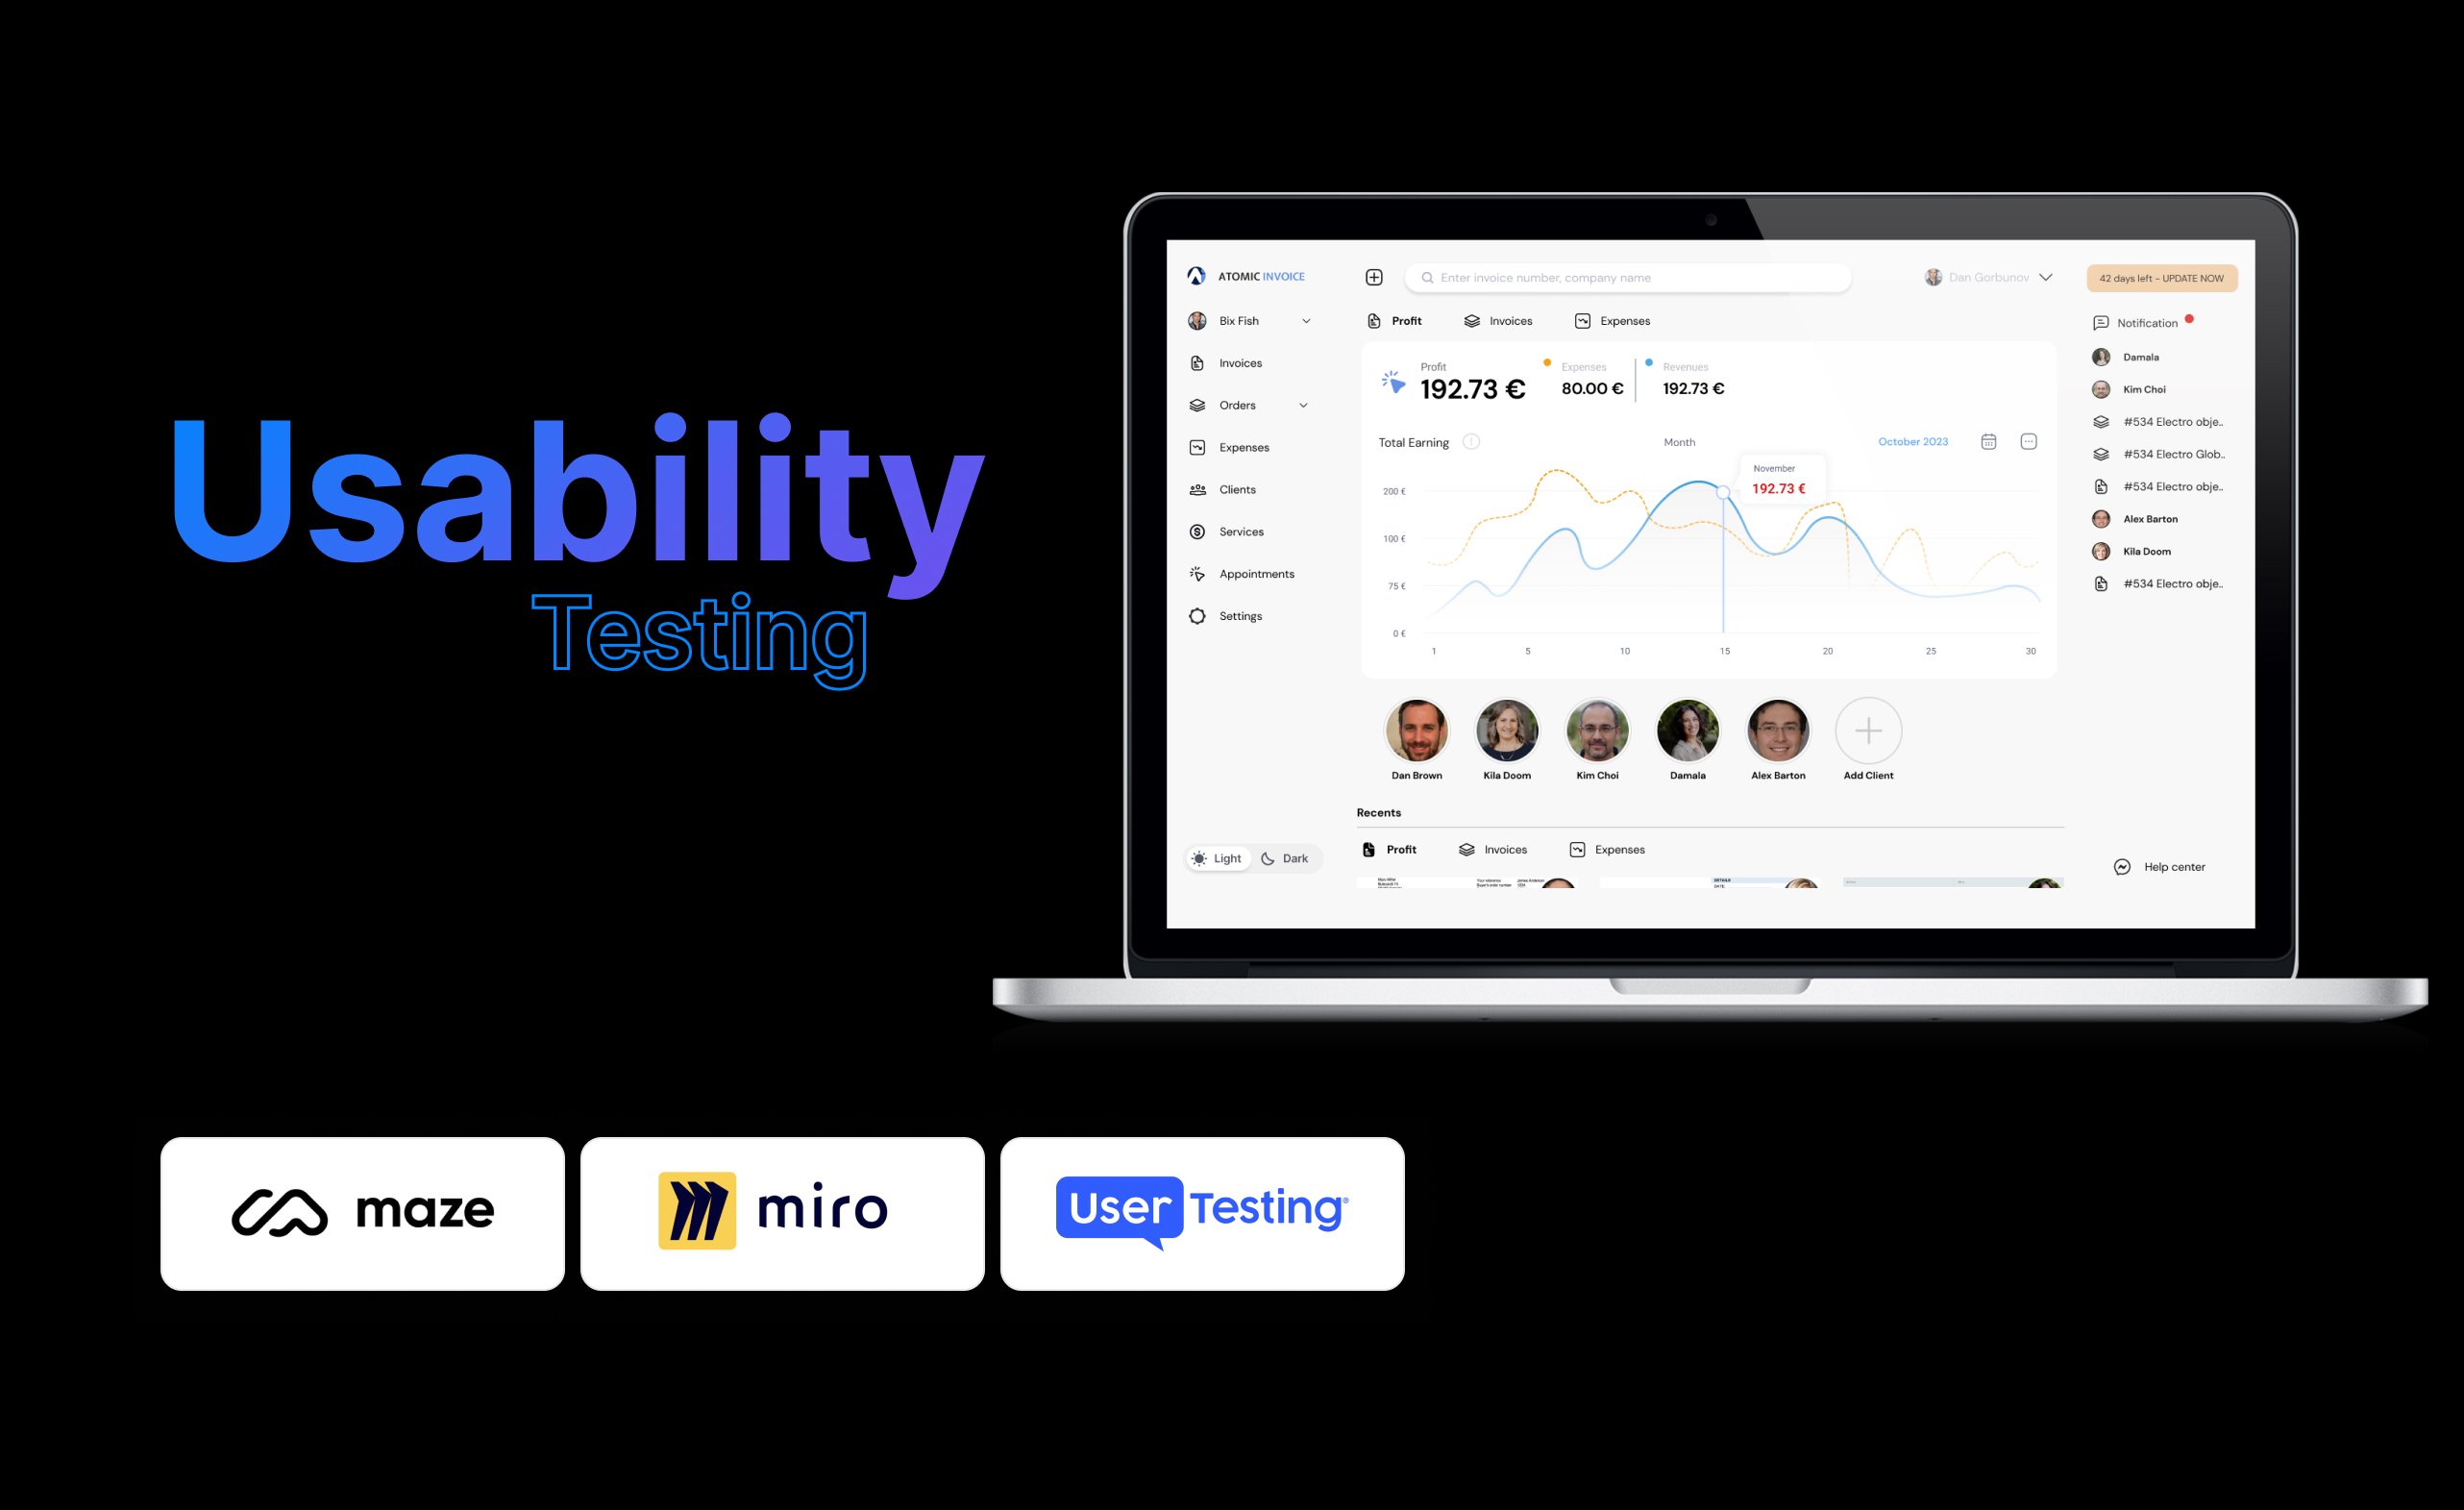 Usability
Testing
ATOMIC INVOICE
Enter invoice number, company name
Dan Gorbunov
42 days left - UPDATE NOW
Bix Fish
Invoices
Orders
Expenses
Clients
Services
Appointments
Settings
Light
Dark
Profit
Invoices
Expenses
Profit
192.73 €
Expenses
80.00 €
Revenues
192.73 €
Total Earning
Month
October 2023
November
192.73 €
200 €
100 €
75 €
0 €
1 5 10 15 20 25 30
Dan Brown
Kila Doom
Kim Choi
Damala
Alex Barton
Add Client
Recents
Profit
Invoices
Expenses
Notification
Damala
Kim Choi
#534 Electro obje..
#534 Electro Glob..
#534 Electro obje..
Alex Barton
Kila Doom
#534 Electro obje..
Help center
maze
miro
User Testing®